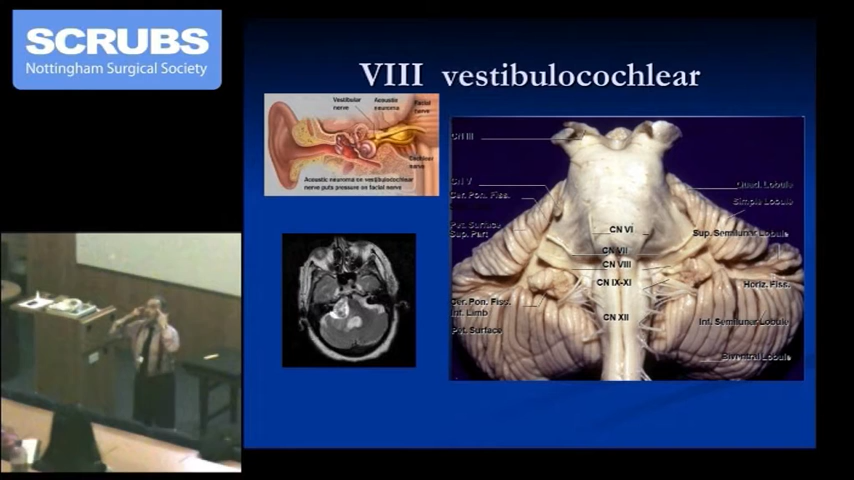 SCRUBS
Nottingham Surgical Society
VIII vestibulocochlear
Vestibular nerve
Acoustic neuroma
Facial nerve
Cochlear nerve
Acoustic neuroma on vestibulocochlear
nerve puts pressure on facial nerve
CN III
CN V
Cer. Pon. Fiss.
Pet. Surface
Sup. Part
CN VI
CN VII
CN VIII
CN IX-XI
CN XII
Cer. Pon. Fiss.
Inf. Limb
Pet. Surface
Quad. Lobule
Simple Lobule
Sup. Semilunar Lobule
Horiz. Fiss.
Inf. Semilunar Lobule
Biventral Lobule